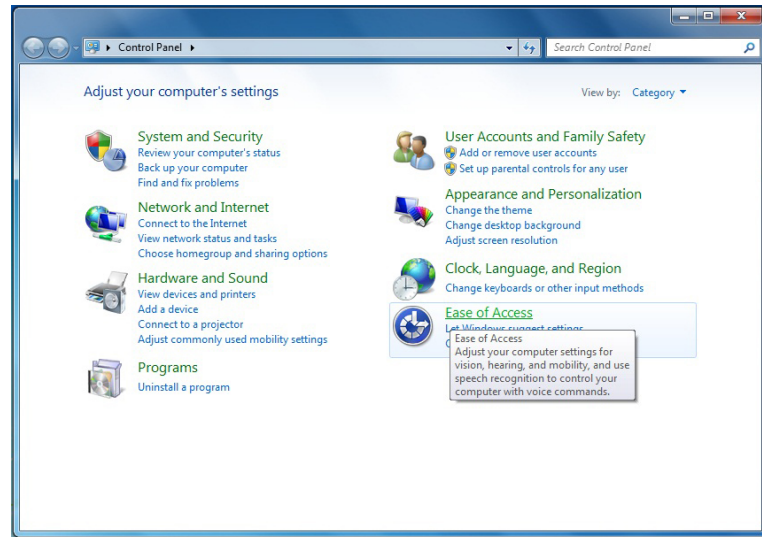 Control Panel
Search Control Panel
Adjust your computer's settings
View by: Category
System and Security
Review your computer's status
Back up your computer
Find and fix problems
Network and Internet
Connect to the Internet
View network status and tasks
Choose homegroup and sharing options
Hardware and Sound
View devices and printers
Add a device
Connect to a projector
Adjust commonly used mobility settings
Programs
Uninstall a program
User Accounts and Family Safety
Add or remove user accounts
Set up parental controls for any user
Appearance and Personalization
Change the theme
Change desktop background
Adjust screen resolution
Clock, Language, and Region
Change keyboards or other input methods
Ease of Access
Let Windows suggest settings
Ease of Access
Adjust your computer settings for
vision, hearing, and mobility, and use
speech recognition to control your
computer with voice commands.